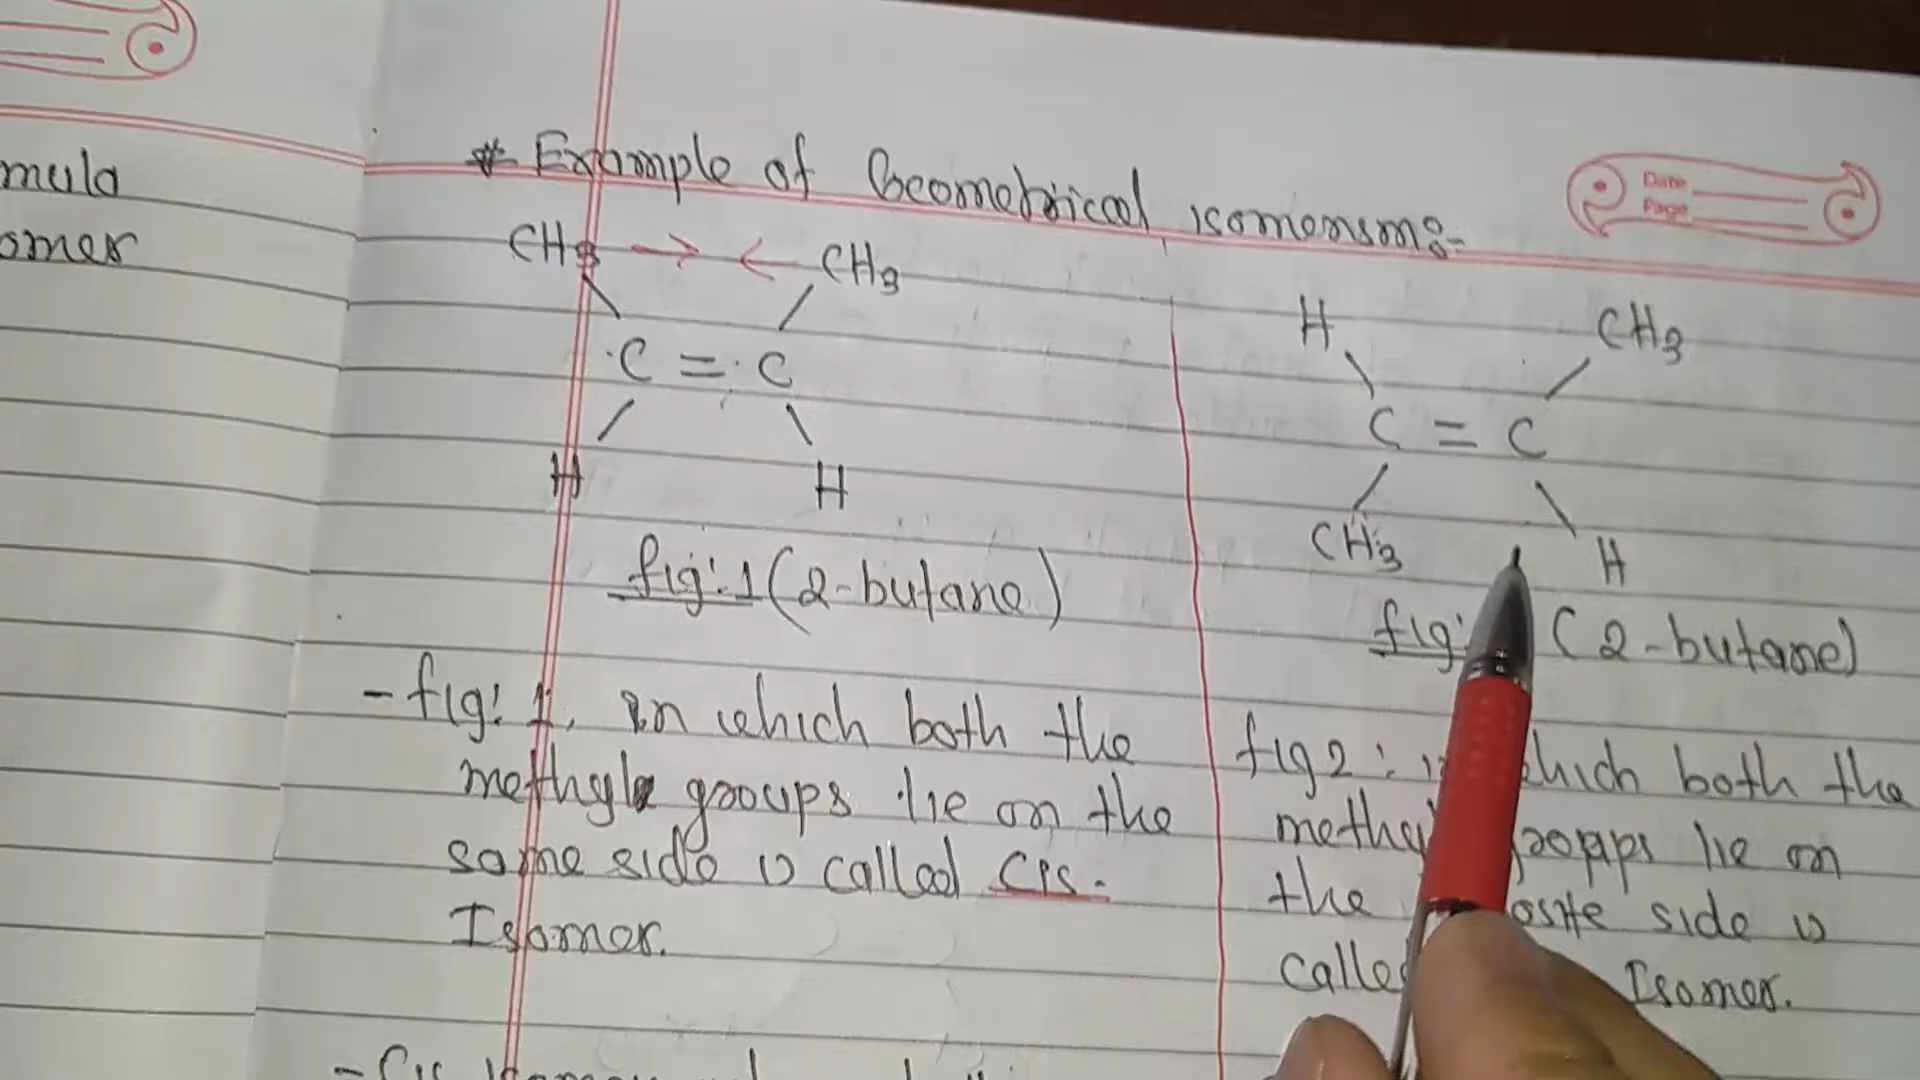 mula
omer
* Example of Geometrical isomerism:-
Date
Page
CH3 → ← CH3
C = C
H H
fig:1 (2-butane)
- fig: 1, in which both the
methyl groups lie on the
same side is called Cis-
Isomer.
H CH3
C = C
CH3 H
fig: (2-butane)
fig 2: which both the
methyl lie on
the side is
Isomer.